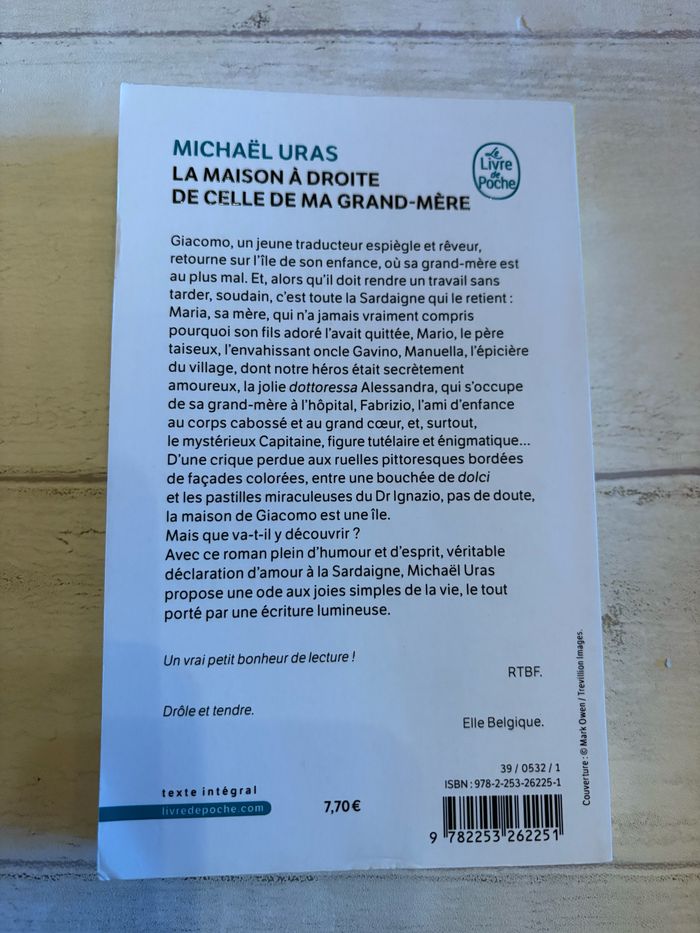 MICHAËL URAS
Le
Livre
de
Poche
LA MAISON À DROITE
DE CELLE DE MA GRAND-MÈRE
Giacomo, un jeune traducteur espiègle et rêveur,
retourne sur l'île de son enfance, où sa grand-mère est
au plus mal. Et, alors qu'il doit rendre un travail sans
tarder, soudain, c'est toute la Sardaigne qui le retient :
Maria, sa mère, qui n'a jamais vraiment compris
pourquoi son fils adoré l'avait quittée, Mario, le père
taiseux, l'envahissant oncle Gavino, Manuella, l'épicière
du village, dont notre héros était secrètement
amoureux, la jolie dottoressa Alessandra, qui s'occupe
de sa grand-mère à l'hôpital, Fabrizio, l'ami d'enfance
au corps cabossé et au grand cœur, et, surtout,
le mystérieux Capitaine, figure tutélaire et énigmatique...
D'une crique perdue aux ruelles pittoresques bordées
de façades colorées, entre une bouchée de dolci
et les pastilles miraculeuses du Dr Ignazio, pas de doute,
la maison de Giacomo est une île.
Mais que va-t-il y découvrir ?
Avec ce roman plein d'humour et d'esprit, véritable
déclaration d'amour à la Sardaigne, Michaël Uras
propose une ode aux joies simples de la vie, le tout
porté par une écriture lumineuse.
Un vrai petit bonheur de lecture !
RTBF.
Drôle et tendre.
Elle Belgique.
Couverture : © Mark Owen / Trevillion Images.
texte intégral
livredepoche.com
7,70 €
39 / 0532 / 1
ISBN : 978-2-253-26225-1
9 782253 262251